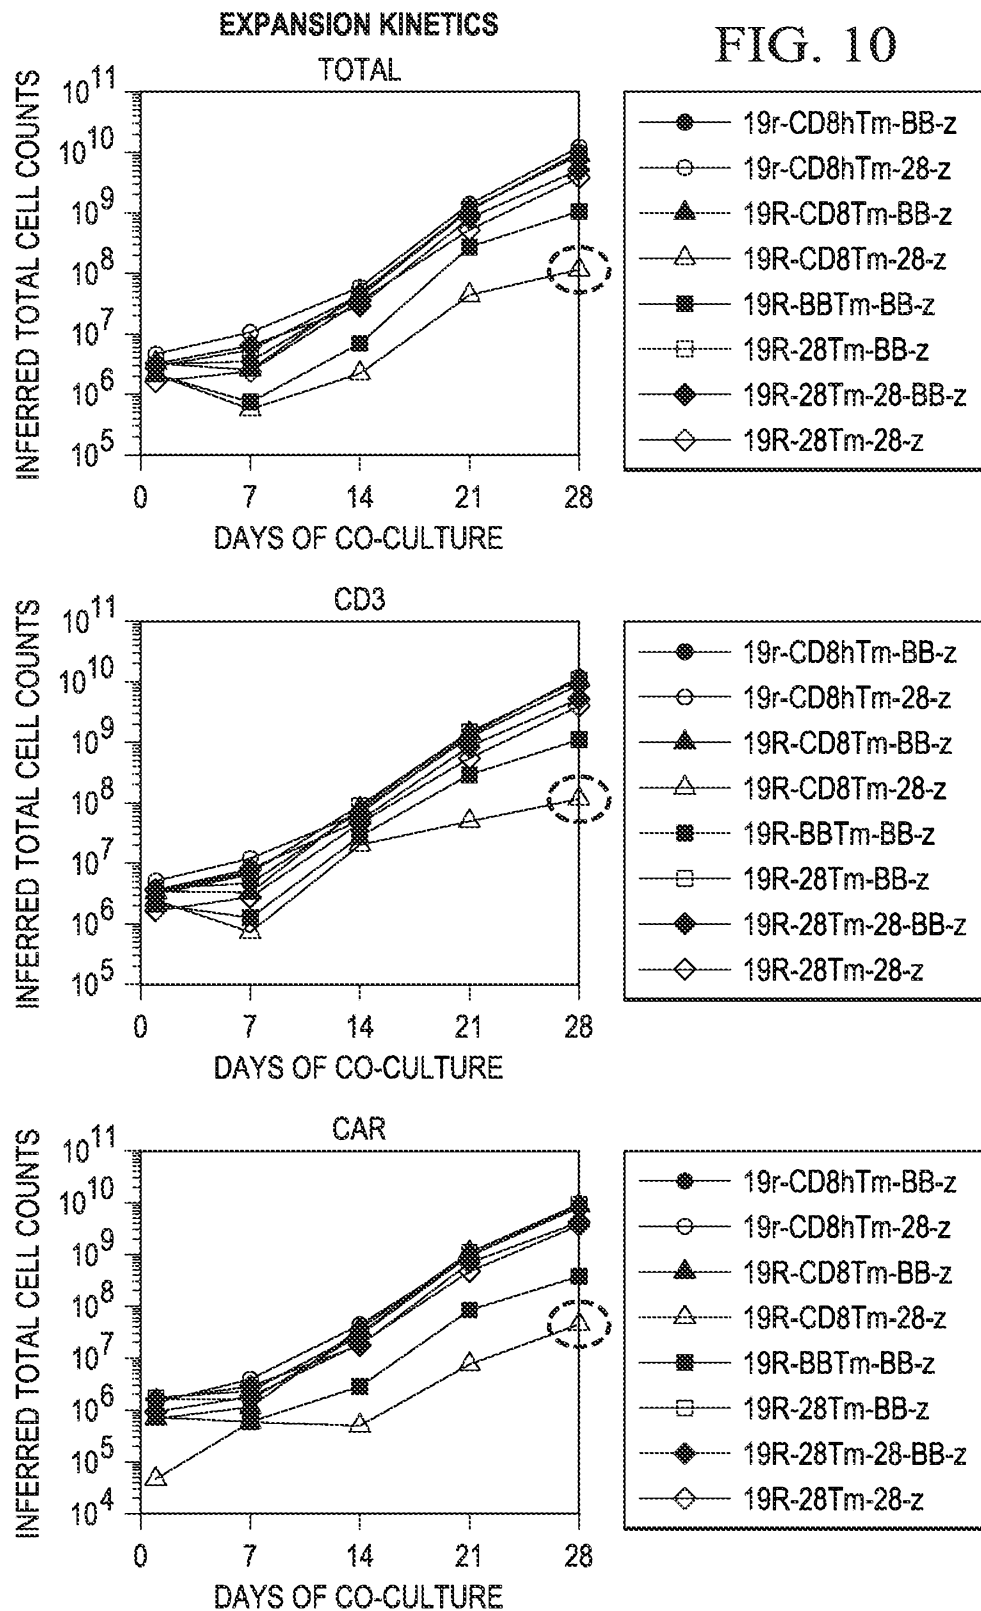 EXPANSION KINETICS
FIG. 10
TOTAL
INFERRED TOTAL CELL COUNTS
10^11
10^10
10^9
10^8
10^7
10^6
10^5
0 7 14 21 28
DAYS OF CO-CULTURE
19r-CD8hTm-BB-z
19r-CD8hTm-28-z
19R-CD8Tm-BB-z
19R-CD8Tm-28-z
19R-BBTm-BB-z
19R-28Tm-BB-z
19R-28Tm-28-BB-z
19R-28Tm-28-z
CD3
INFERRED TOTAL CELL COUNTS
10^11
10^10
10^9
10^8
10^7
10^6
10^5
0 7 14 21 28
DAYS OF CO-CULTURE
19r-CD8hTm-BB-z
19r-CD8hTm-28-z
19R-CD8Tm-BB-z
19R-CD8Tm-28-z
19R-BBTm-BB-z
19R-28Tm-BB-z
19R-28Tm-28-BB-z
19R-28Tm-28-z
CAR
INFERRED TOTAL CELL COUNTS
10^11
10^10
10^9
10^8
10^7
10^6
10^5
10^4
0 7 14 21 28
DAYS OF CO-CULTURE
19r-CD8hTm-BB-z
19r-CD8hTm-28-z
19R-CD8Tm-BB-z
19R-CD8Tm-28-z
19R-BBTm-BB-z
19R-28Tm-BB-z
19R-28Tm-28-BB-z
19R-28Tm-28-z